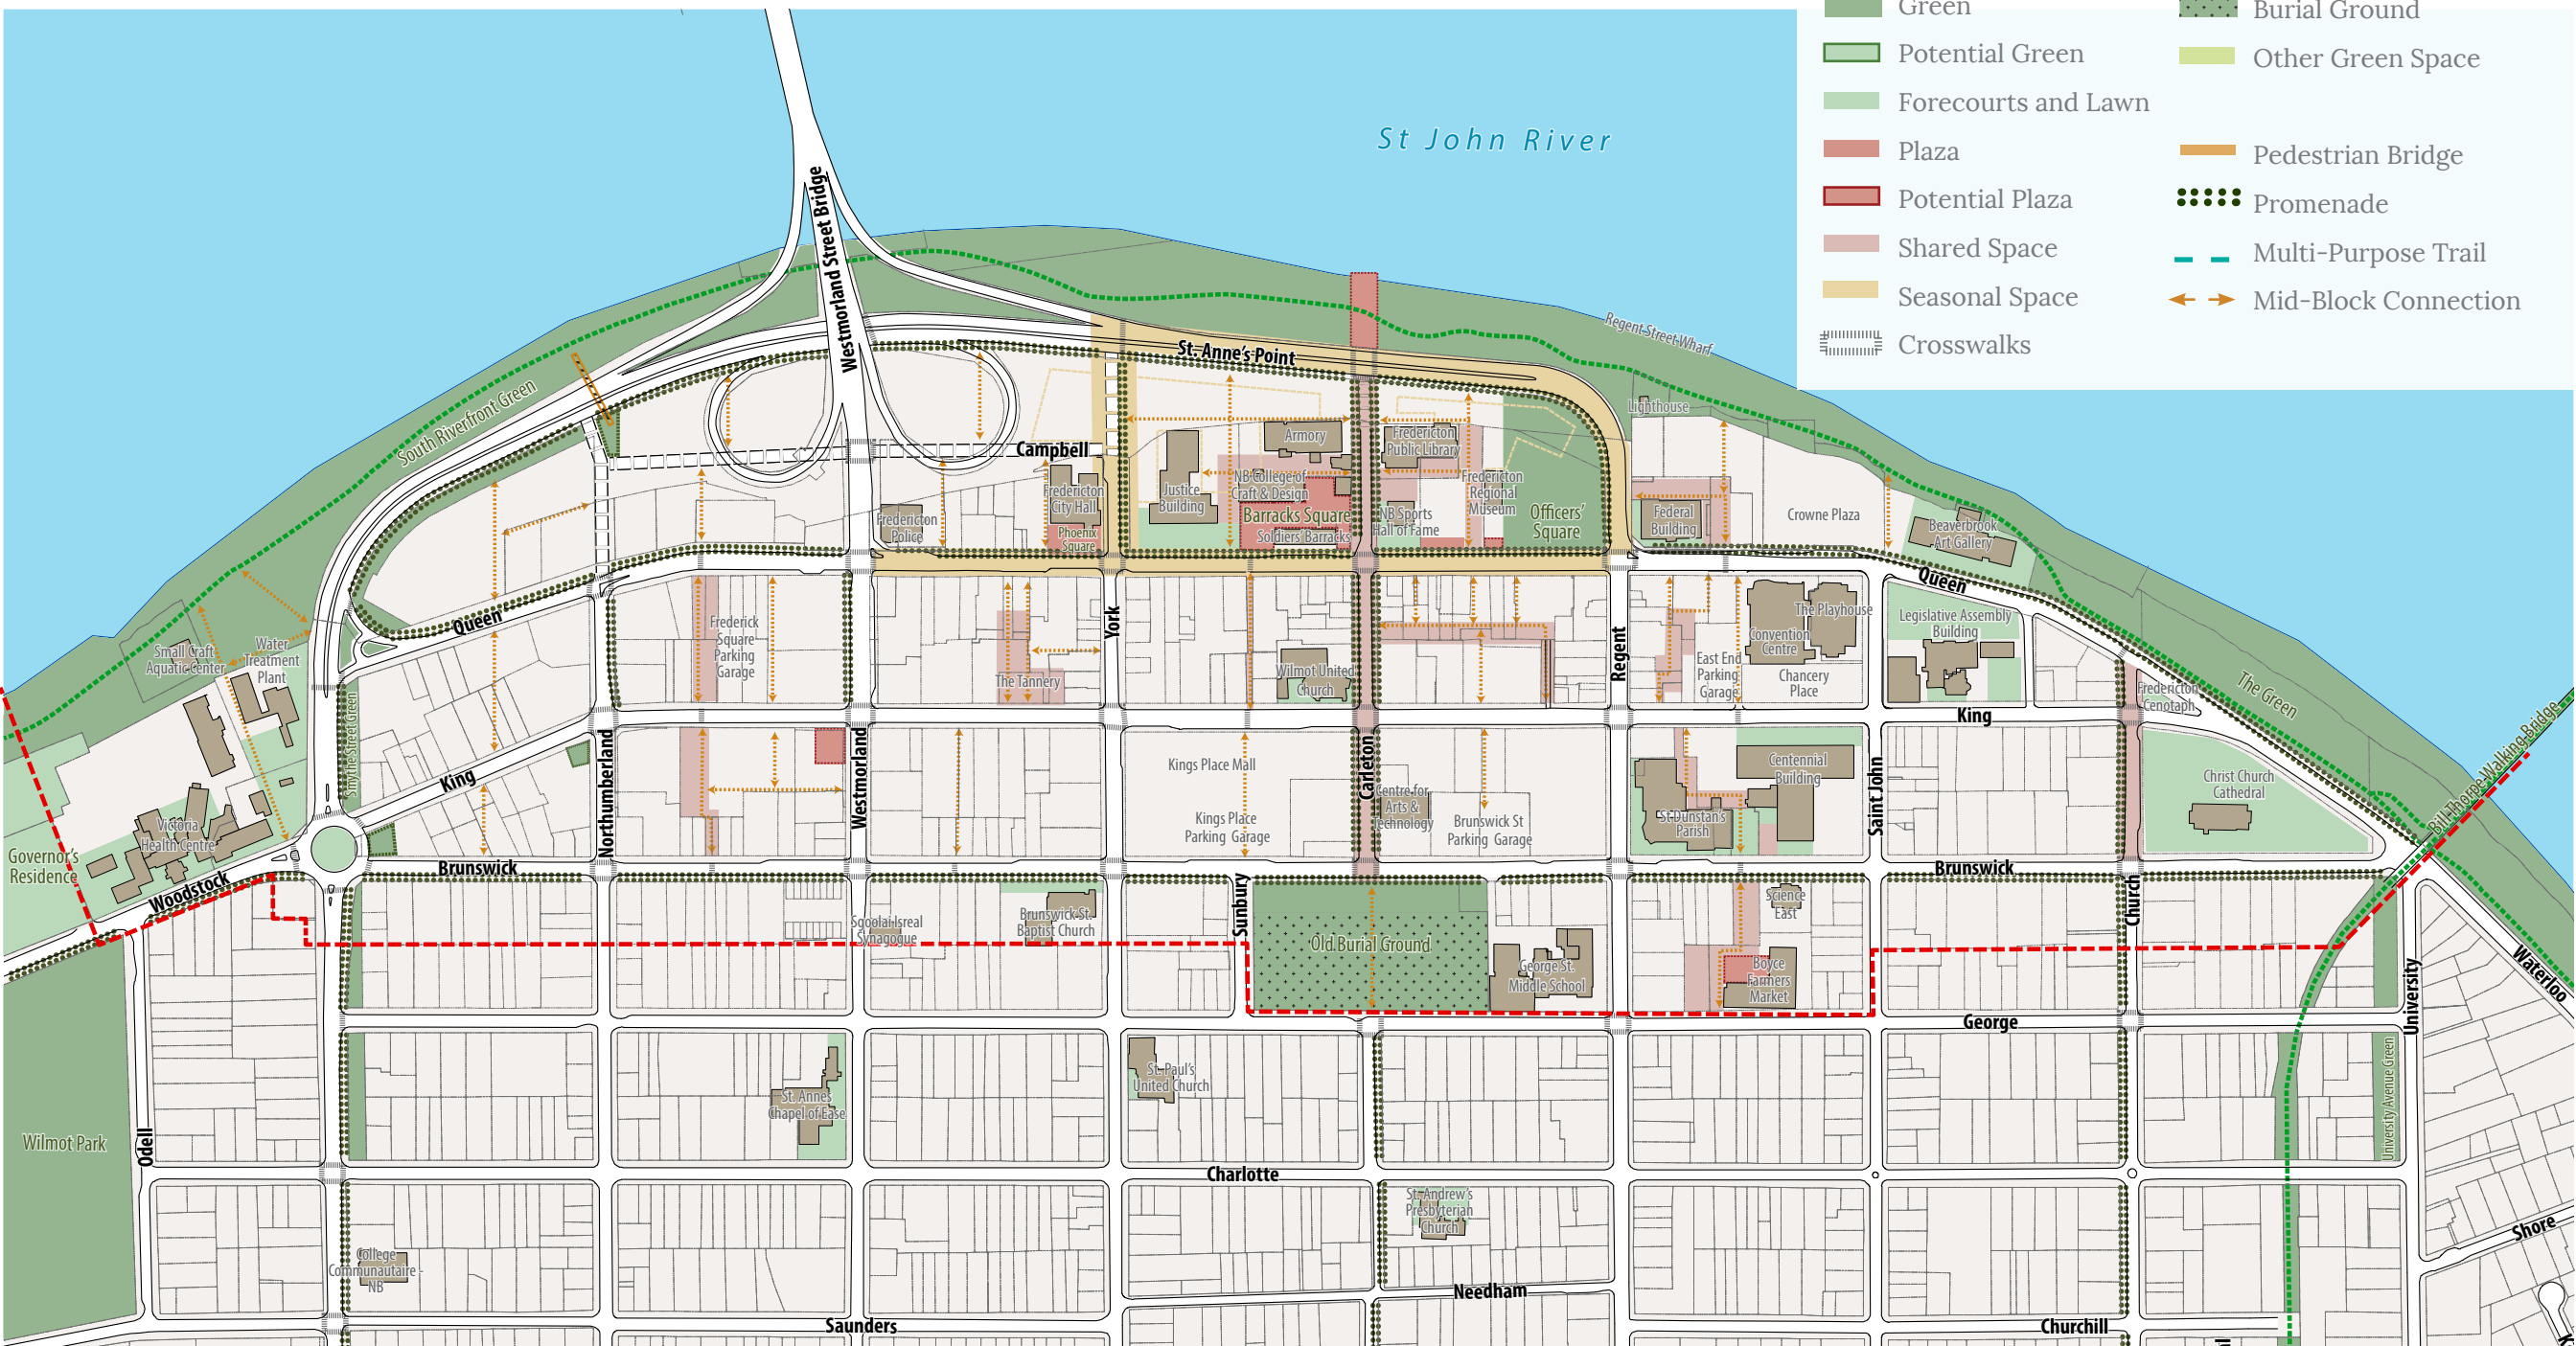 Green
Burial Ground
Potential Green
Other Green Space
Forecourts and Lawn
Plaza
Pedestrian Bridge
Potential Plaza
Promenade
Shared Space
Multi-Purpose Trail
Seasonal Space
Mid-Block Connection
Crosswalks
St John River
Westmorland Street Bridge
St. Anne's Point
Regent Street Wharf
South Riverfront Green
Lighthouse
Campbell
Armory
Fredericton
Public Library
Fredericton
City Hall
Justice
Building
NB College of
Craft & Design
Fredericton
Regional
Museum
Barracks Square
Soldiers' Barracks
NB Sports
Hall of Fame
Officers'
Square
Fredericton
Police
Phoenix
Square
Federal
Building
Crowne Plaza
Beaverbrook
Art Gallery
Queen
Queen
Small Craft
Aquatic Center
Water
Treatment
Plant
Frederick
Square
Parking
Garage
York
The Tannery
Wilmot United
Church
Regent
East End
Parking
Garage
Convention
Centre
The Playhouse
Chancery
Place
Legislative Assembly
Building
King
Fredericton
Cenotaph
The Green
Bill Thorpe Walking Bridge
Smythe Street Green
King
Northumberland
Westmorland
Kings Place Mall
Kings Place
Parking Garage
Carleton
Centre for
Arts &
Technology
Brunswick St
Parking Garage
St Dunstan's
Parish
Centennial
Building
Saint John
Christ Church
Cathedral
Victoria
Health Centre
Governor's
Residence
Woodstock
Brunswick
Brunswick
Sgoolai Isreal
Synagogue
Brunswick St.
Baptist Church
Sunbury
Old Burial Ground
George St.
Middle School
Science
East
Boyce
Farmers
Market
Church
University
Waterloo
George
Wilmot Park
Odell
St. Annes
Chapel of Ease
St. Paul's
United Church
University Avenue Green
Charlotte
St. Andrew's
Presbyterian
Church
College
Communautaire -
NB
Needham
Saunders
Churchill
Shore